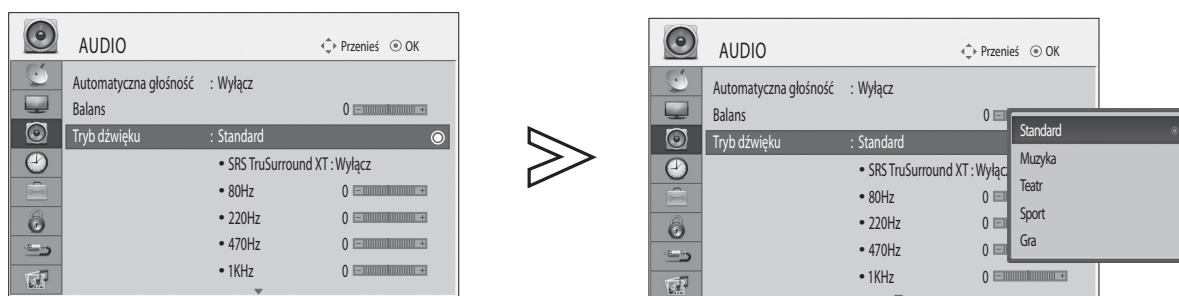 AUDIO
Przenieś OK
Automatyczna głośność : Wyłącz
Balans 0 - +
Tryb dźwięku : Standard
• SRS TruSurround XT : Wyłącz
• 80Hz 0 - +
• 220Hz 0 - +
• 470Hz 0 - +
• 1KHz 0 - +
AUDIO
Przenieś OK
Automatyczna głośność : Wyłącz
Balans 0 -
Tryb dźwięku : Standard
• SRS TruSurround XT : Wyłącz
• 80Hz 0 -
• 220Hz 0 -
• 470Hz 0 -
• 1KHz 0 - +
Standard
Muzyka
Teatr
Sport
Gra